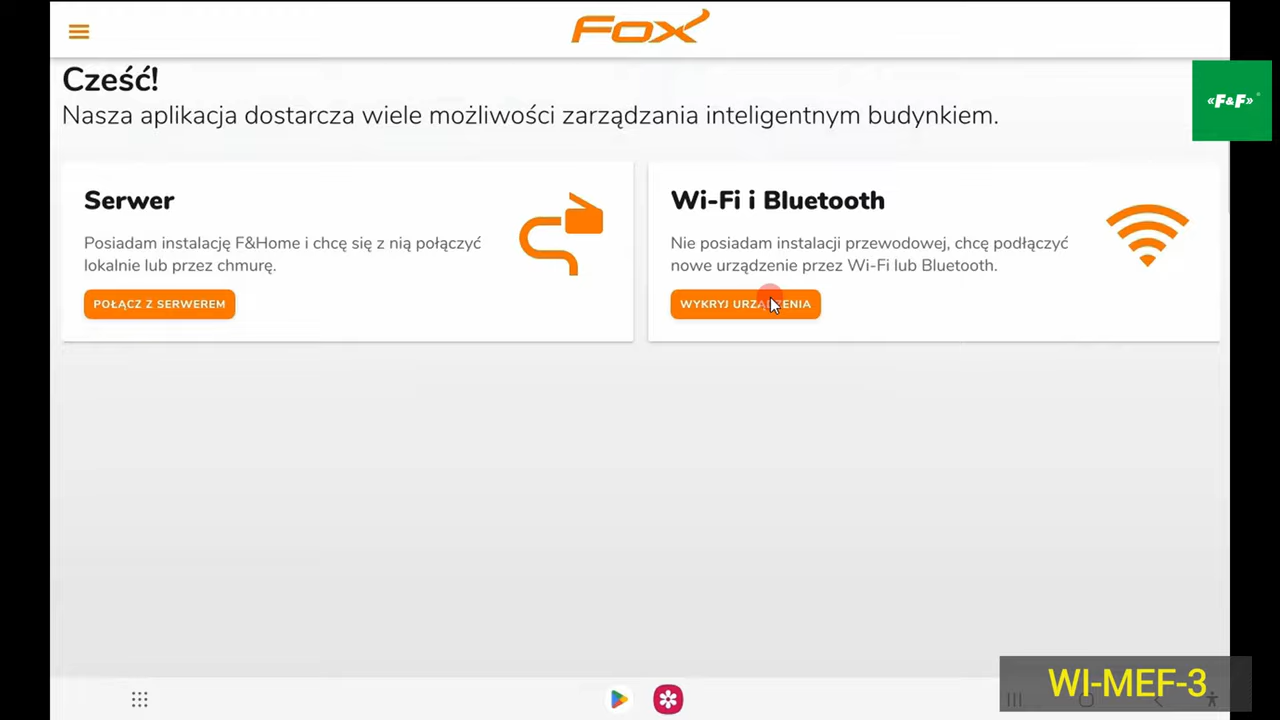 FOX
Cześć!
«F&F»
Nasza aplikacja dostarcza wiele możliwości zarządzania inteligentnym budynkiem.
Serwer
Posiadam instalację F&Home i chcę się z nią połączyć
lokalnie lub przez chmurę.
POŁĄCZ Z SERWEREM
Wi-Fi i Bluetooth
Nie posiadam instalacji przewodowej, chcę podłączyć
nowe urządzenie przez Wi-Fi lub Bluetooth.
WYKRYJ URZĄDZENIA
WI-MEF-3